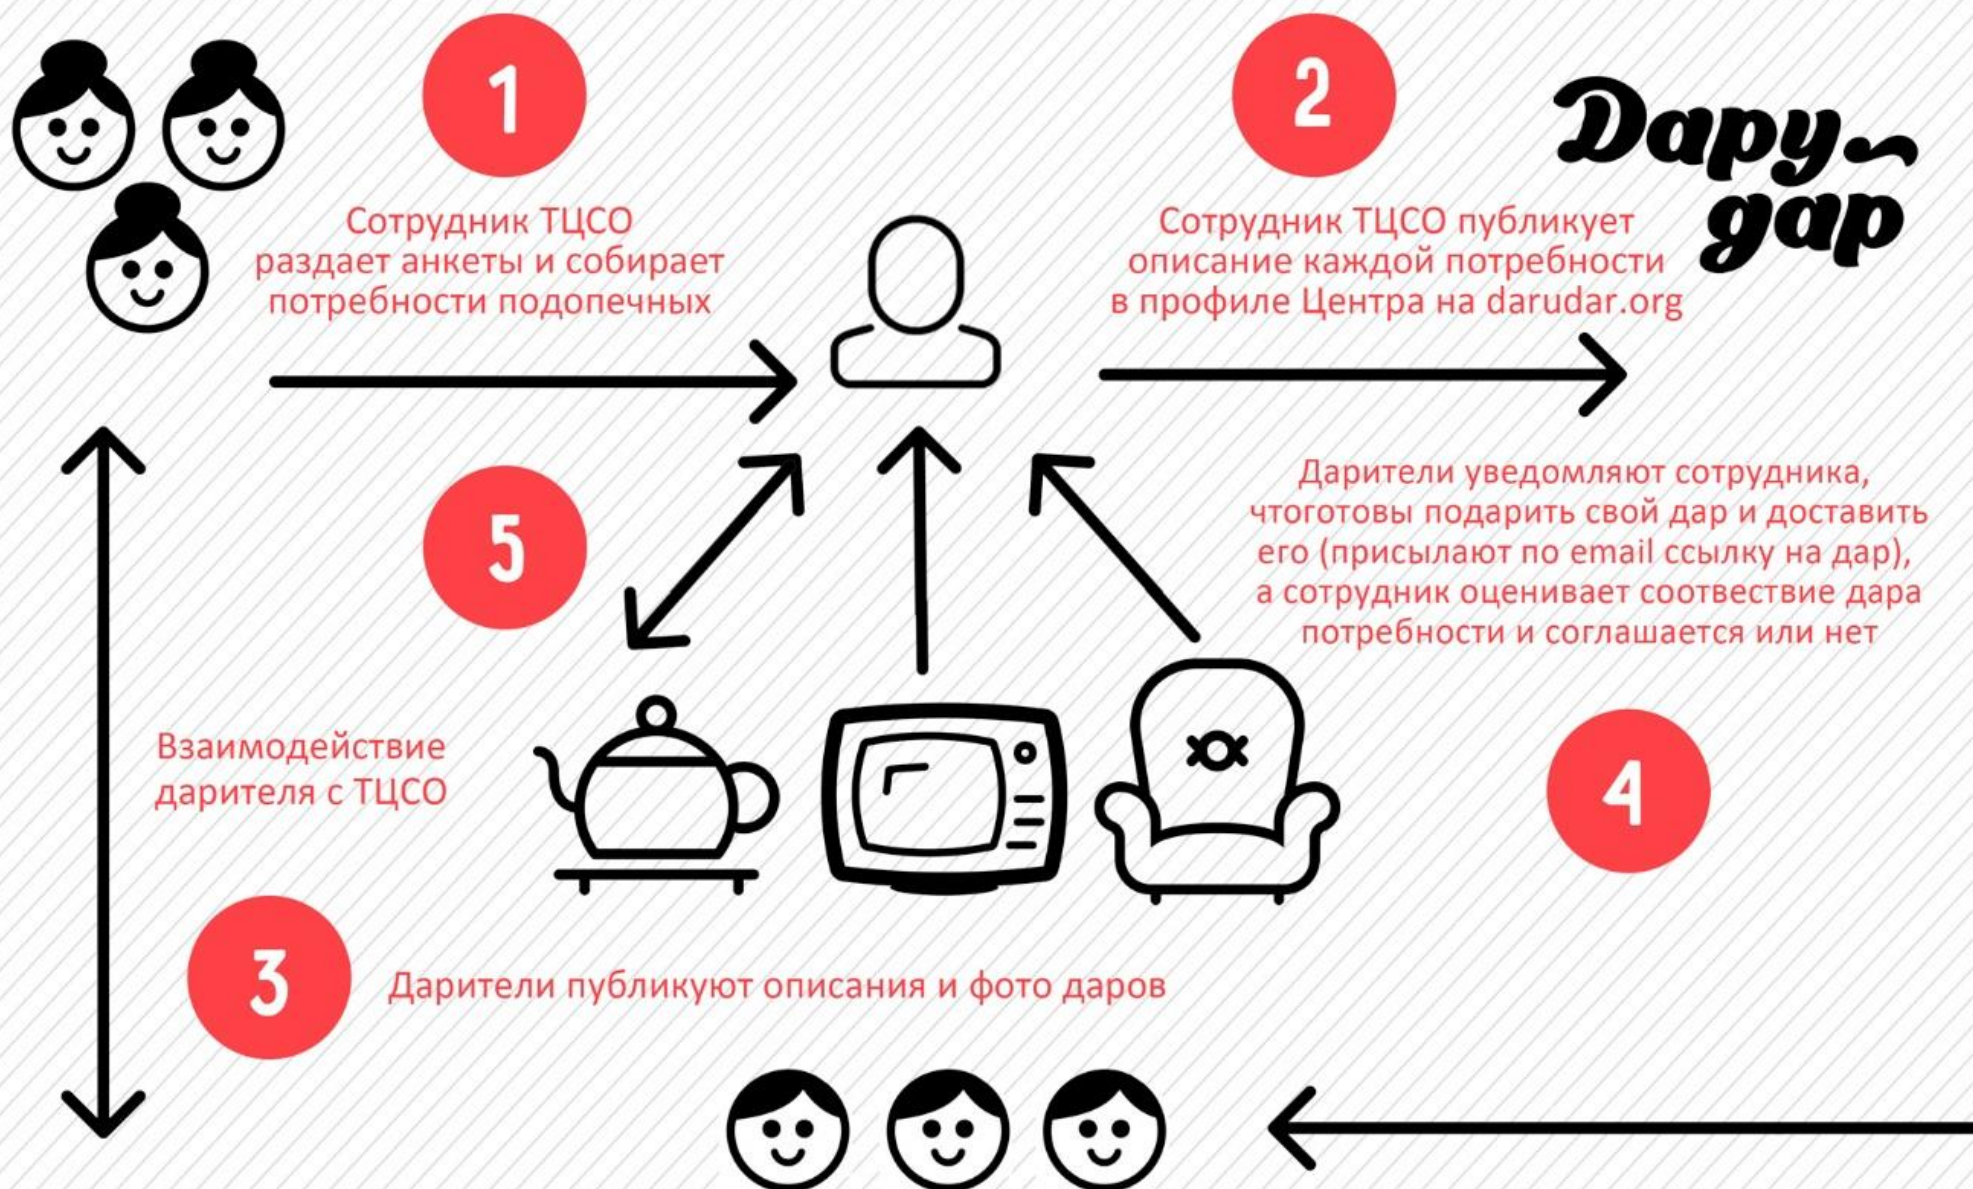 1
Сотрудник ТЦСО
раздает анкеты и собирает
потребности подопечных
2
Сотрудник ТЦСО публикует
описание каждой потребности
в профиле Центра на darudar.org
Дару-
дар
5
Взаимодействие
дарителя с ТЦСО
Дарители уведомляют сотрудника,
чтоготовы подарить свой дар и доставить
его (присылают по email ссылку на дар),
а сотрудник оценивает соотвествие дара
потребности и соглашается или нет
4
3
Дарители публикуют описания и фото даров